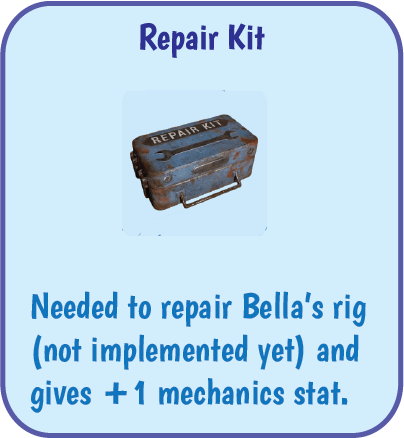 Repair Kit
REPAIR KIT
Needed to repair Bella's rig
(not implemented yet) and
gives +1 mechanics stat.